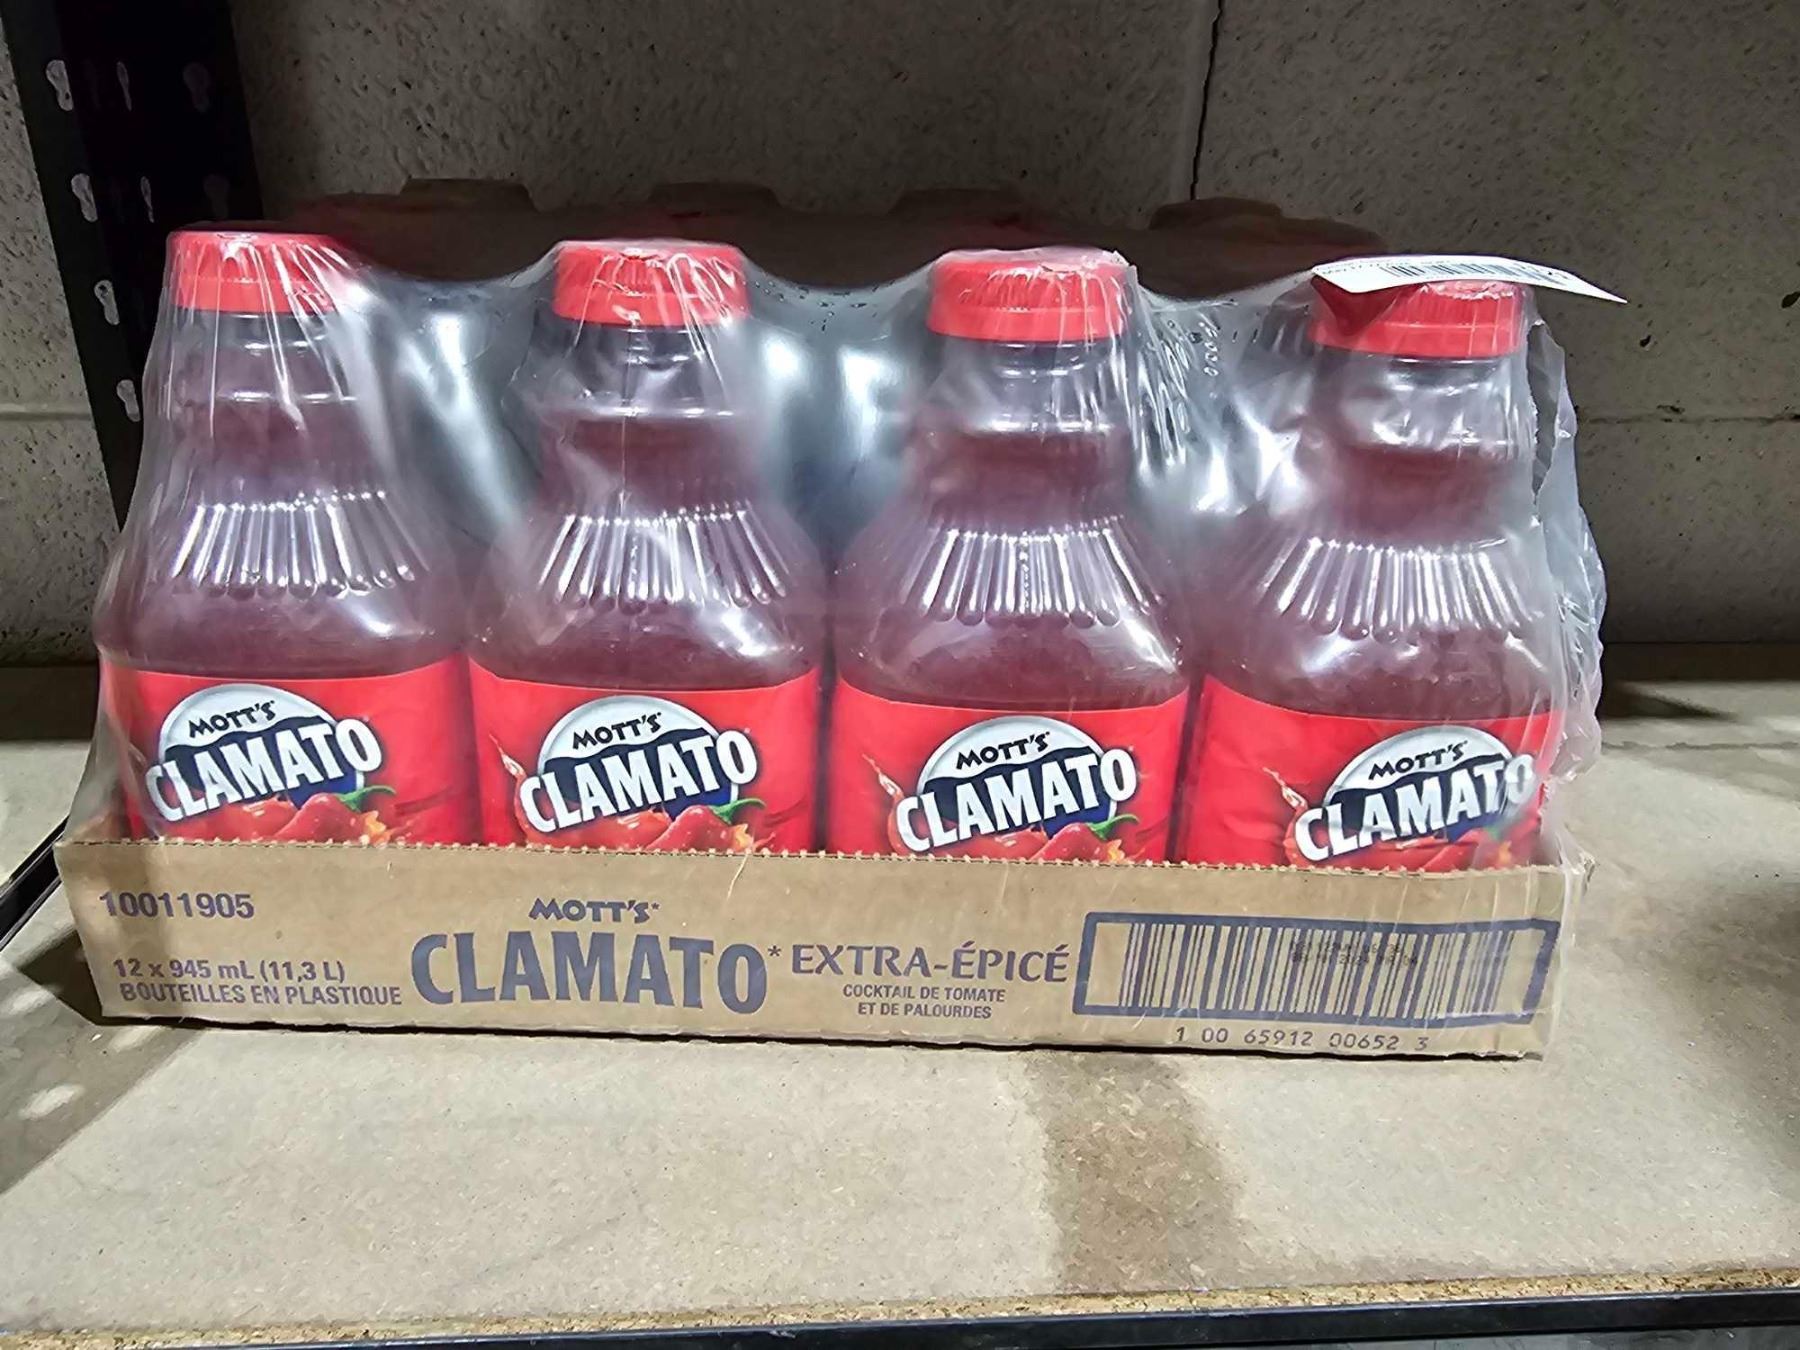 MOTT'S
CLAMATO
MOTT'S
CLAMATO
MOTT'S
CLAMATO
MOTT'S
CLAMATO
10011905
12 x 945 mL (11,3 L)
BOUTEILLES EN PLASTIQUE
MOTT'S*
CLAMATO*
EXTRA-ÉPICÉ
COCKTAIL DE TOMATE
ET DE PALOURDES
1 00 65912 00652 3